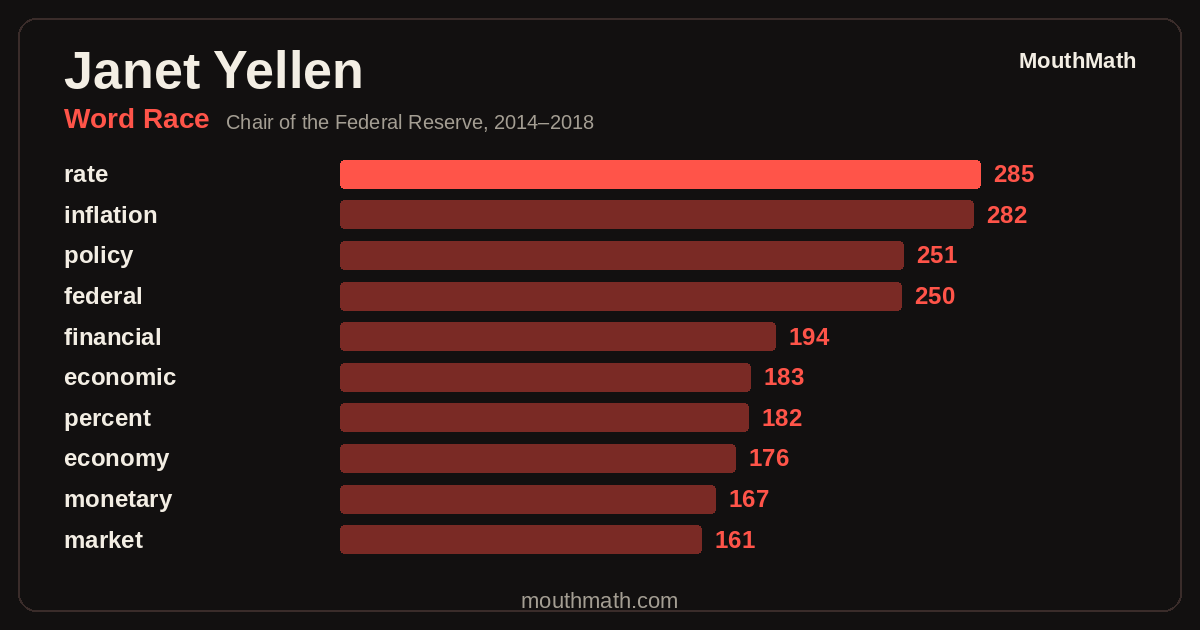 Janet Yellen
MouthMath
Word Race Chair of the Federal Reserve, 2014–2018
rate 285
inflation 282
policy 251
federal 250
financial 194
economic 183
percent 182
economy 176
monetary 167
market 161
mouthmath.com